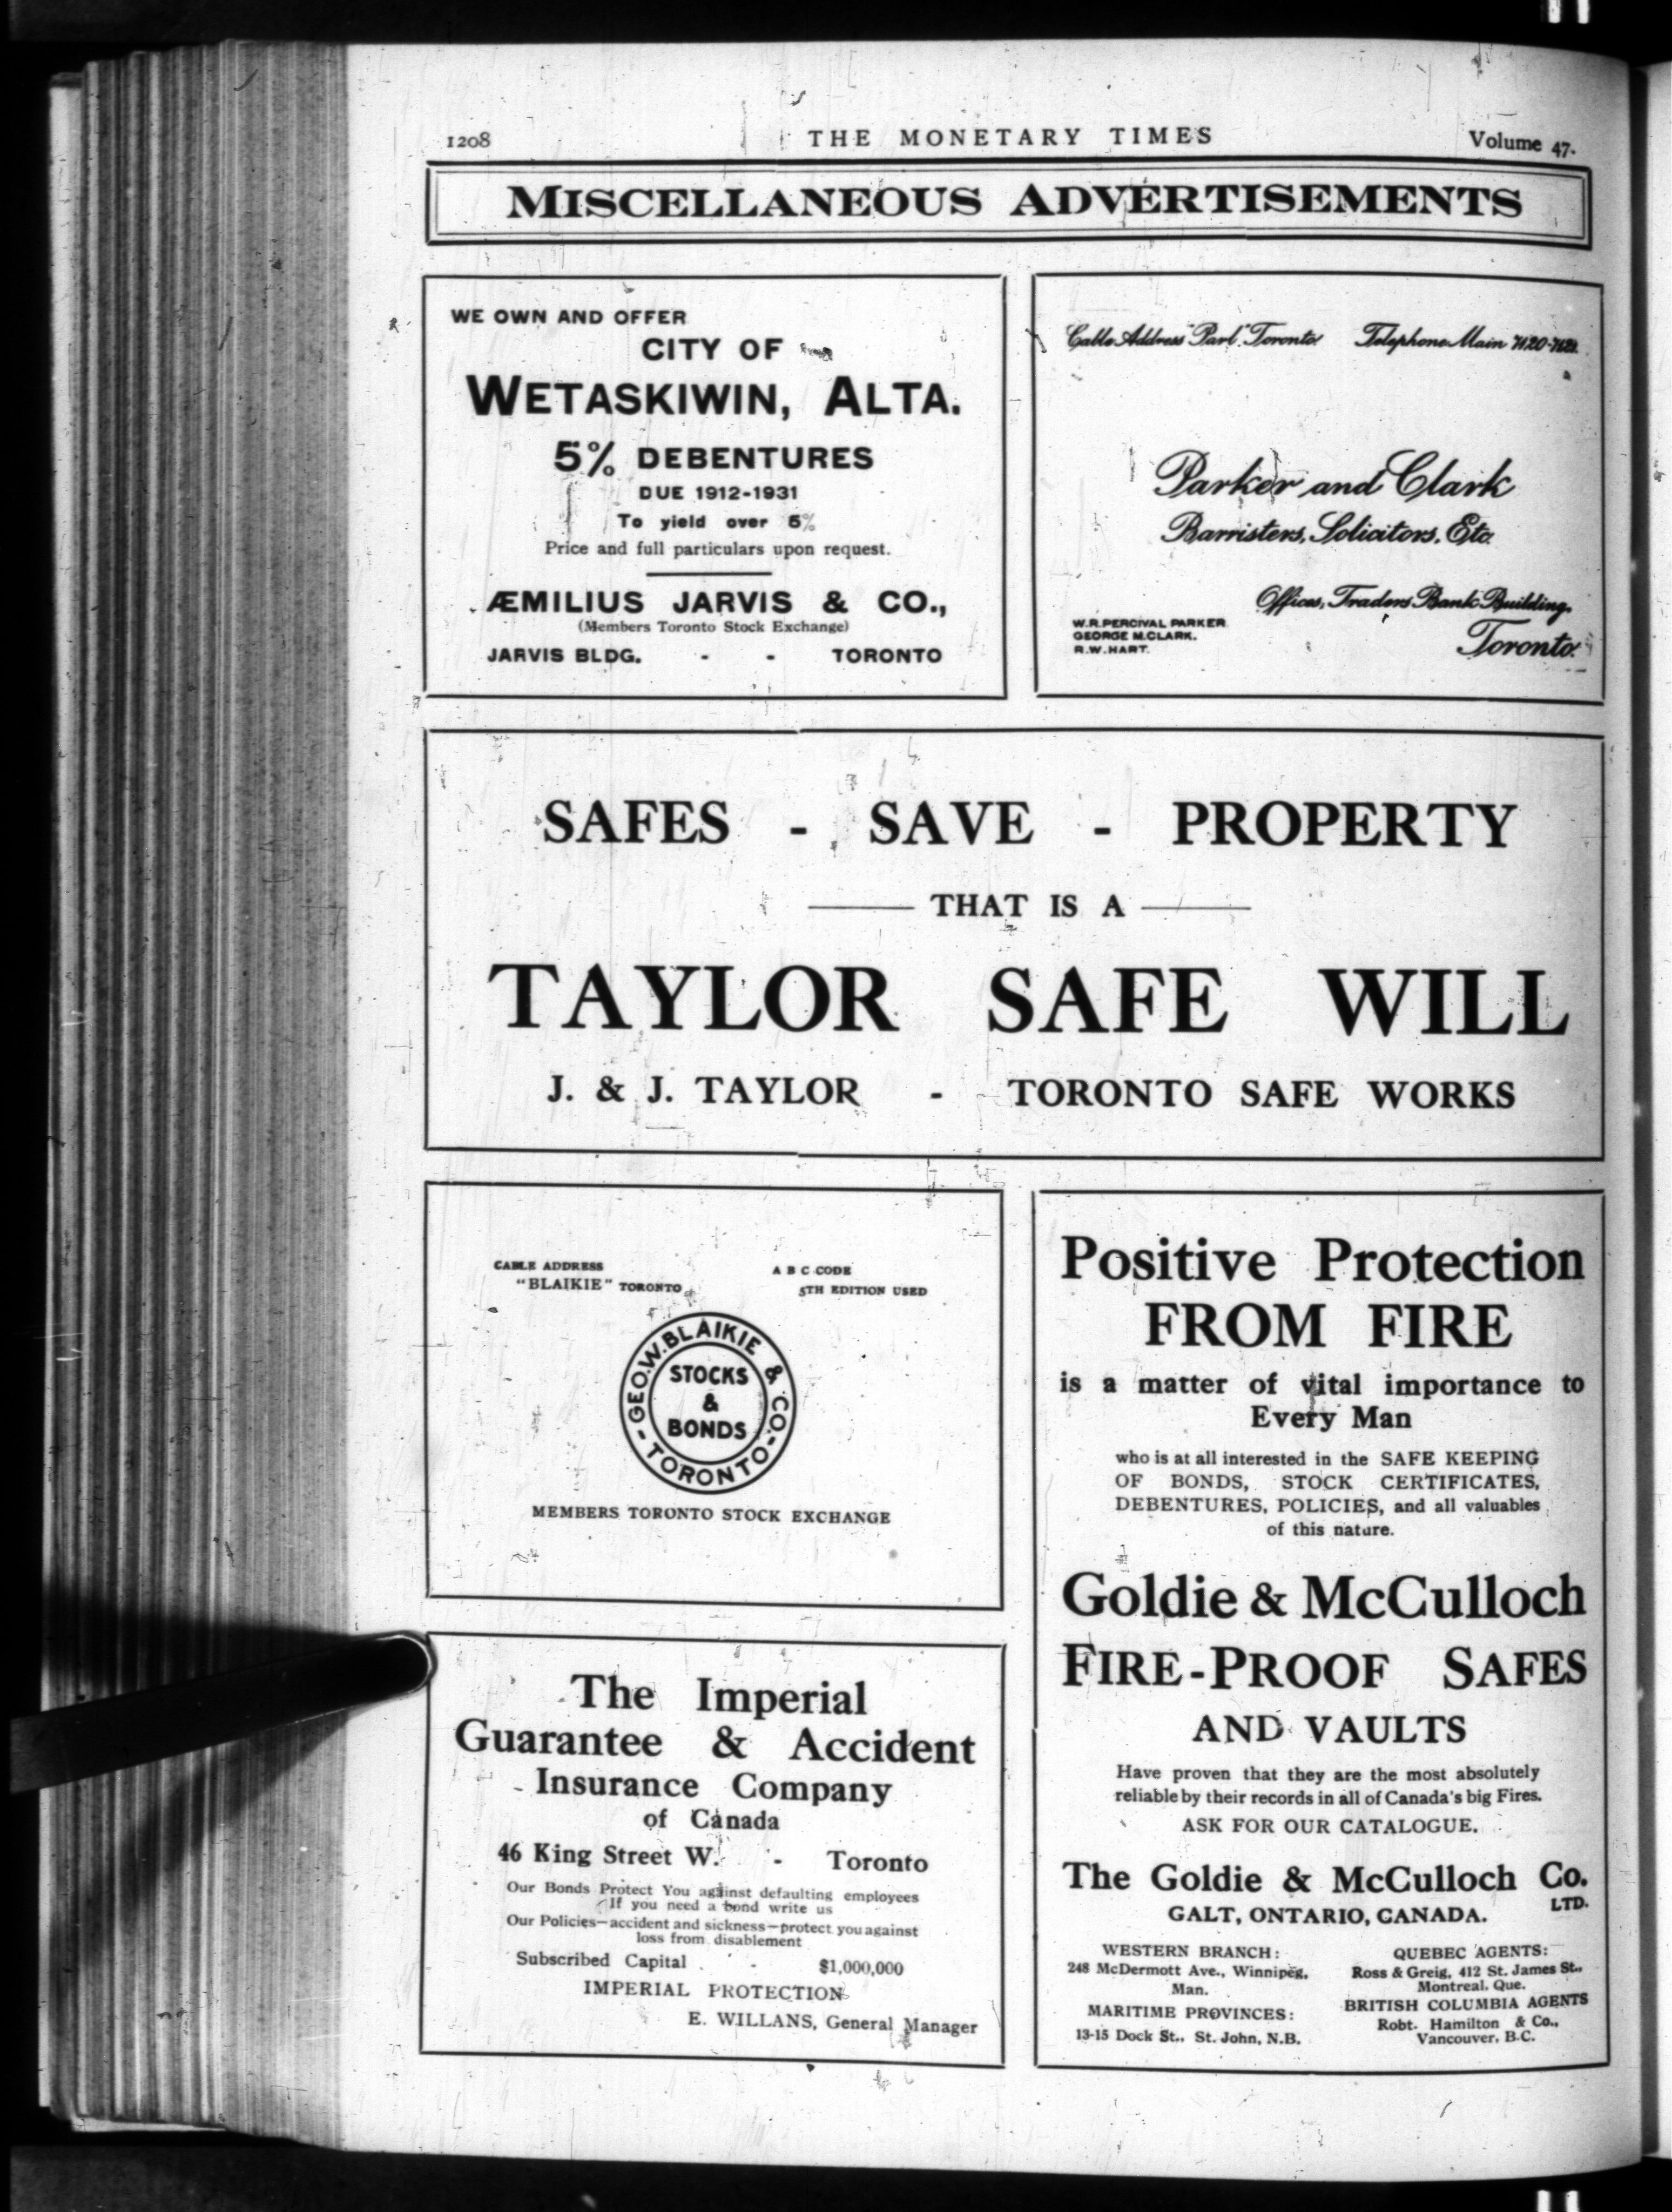 1208
THE MONETARY TIMES
Volume 47.
MISCELLANEOUS ADVERTISEMENTS
WE OWN AND OFFER
CITY OF
WETASKIWIN, ALTA.
5% DEBENTURES
DUE 1912-1931
To yield over 5%
Price and full particulars upon request.
ÆMILIUS JARVIS & CO.,
(Members Toronto Stock Exchange)
JARVIS BLDG. - - TORONTO
Cable Address "Parl", Toronto Telephone Main
Parker and Clark
Barristers, Solicitors, Etc.
Offices, Traders Bank Building,
Toronto.
W.R. PERCIVAL PARKER.
GEORGE M. CLARK.
R.W. HART.
SAFES - SAVE - PROPERTY
THAT IS A
TAYLOR SAFE WILL
J. & J. TAYLOR - TORONTO SAFE WORKS
CABLE ADDRESS
"BLAIKIE" TORONTO
A B C CODE
5TH EDITION USED
GEO. W. BLAIKIE & CO.
STOCKS
&
BONDS
-TORONTO-
MEMBERS TORONTO STOCK EXCHANGE
The Imperial
Guarantee & Accident
Insurance Company
of Canada
46 King Street W. - Toronto
Our Bonds Protect You against defaulting employees
If you need a bond write us
Our Policies—accident and sickness—protect you against
loss from disablement
Subscribed Capital - $1,000,000
IMPERIAL PROTECTION
E. WILLANS, General Manager
Positive Protection
FROM FIRE
is a matter of vital importance to
Every Man
who is at all interested in the SAFE KEEPING
OF BONDS, STOCK CERTIFICATES,
DEBENTURES, POLICIES, and all valuables
of this nature.
Goldie & McCulloch
FIRE-PROOF SAFES
AND VAULTS
Have proven that they are the most absolutely
reliable by their records in all of Canada's big Fires.
ASK FOR OUR CATALOGUE.
The Goldie & McCulloch Co.
LTD.
GALT, ONTARIO, CANADA.
WESTERN BRANCH:
248 McDermott Ave., Winnipeg,
Man.
MARITIME PROVINCES:
13-15 Dock St., St. John, N.B.
QUEBEC AGENTS:
Ross & Greig, 412 St. James St.,
Montreal, Que.
BRITISH COLUMBIA AGENTS
Robt. Hamilton & Co.,
Vancouver, B.C.